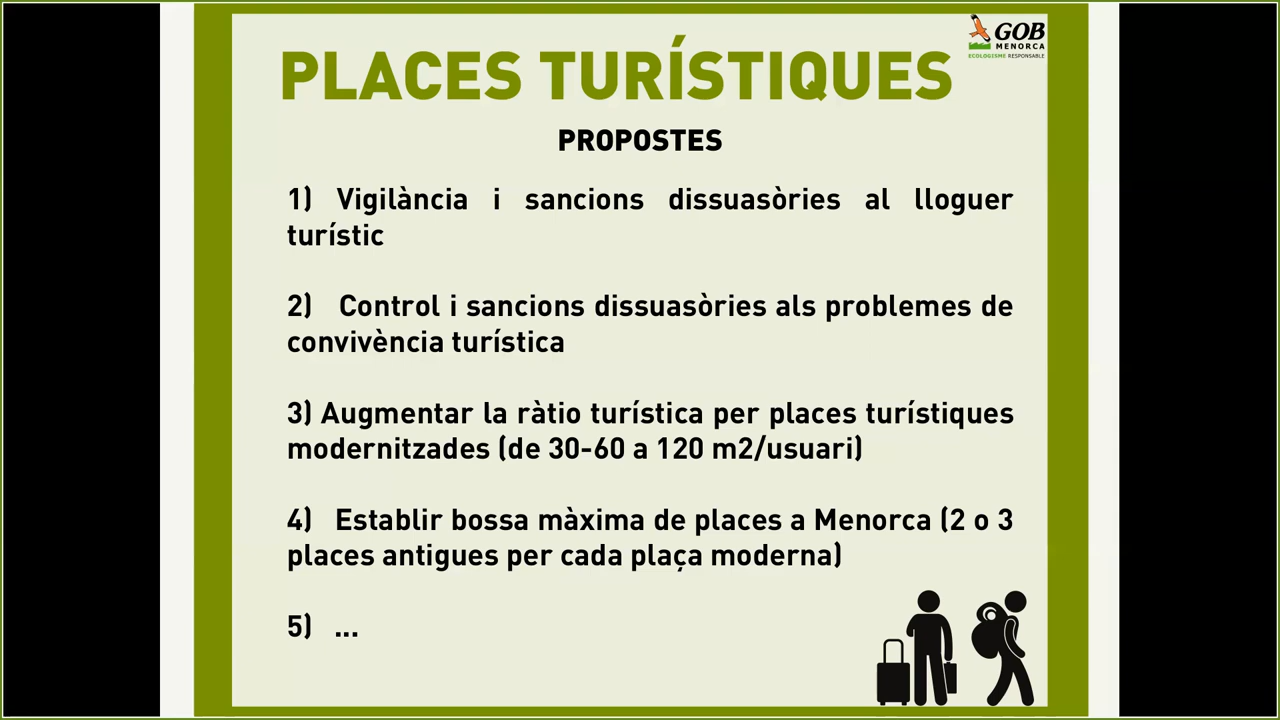 GOB
MENORCA
ECOLOGISME RESPONSABLE
PLACES TURÍSTIQUES
PROPOSTES
1) Vigilància i sancions dissuasòries al lloguer
turístic
2) Control i sancions dissuasòries als problemes de
convivència turística
3) Augmentar la ràtio turística per places turístiques
modernitzades (de 30-60 a 120 m2/usuari)
4) Establir bossa màxima de places a Menorca (2 o 3
places antigues per cada plaça moderna)
5) ...